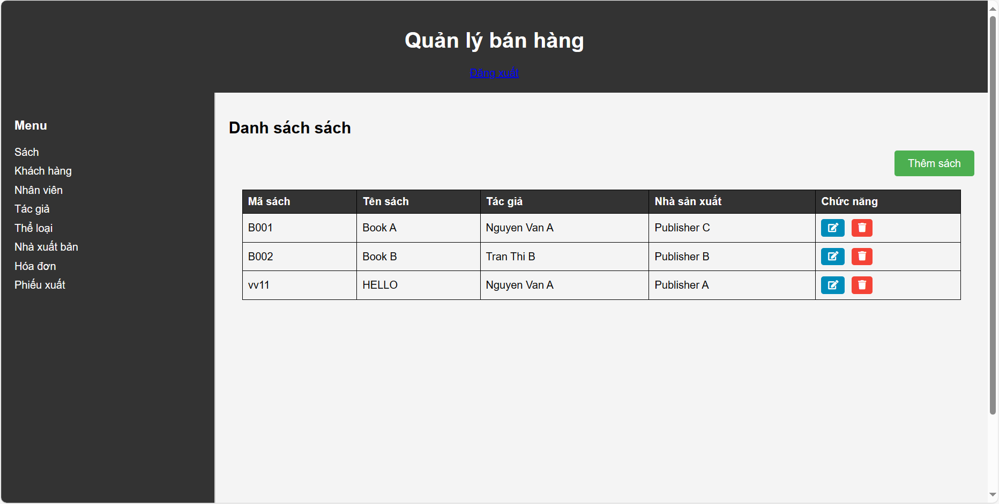 Quản lý bán hàng
Đăng xuất
Menu
Sách
Khách hàng
Nhân viên
Tác giả
Thể loại
Nhà xuất bản
Hóa đơn
Phiếu xuất
Danh sách sách
Thêm sách
Mã sách Tên sách Tác giả Nhà sản xuất Chức năng
B001 Book A Nguyen Van A Publisher C
B002 Book B Tran Thi B Publisher B
vv11 HELLO Nguyen Van A Publisher A